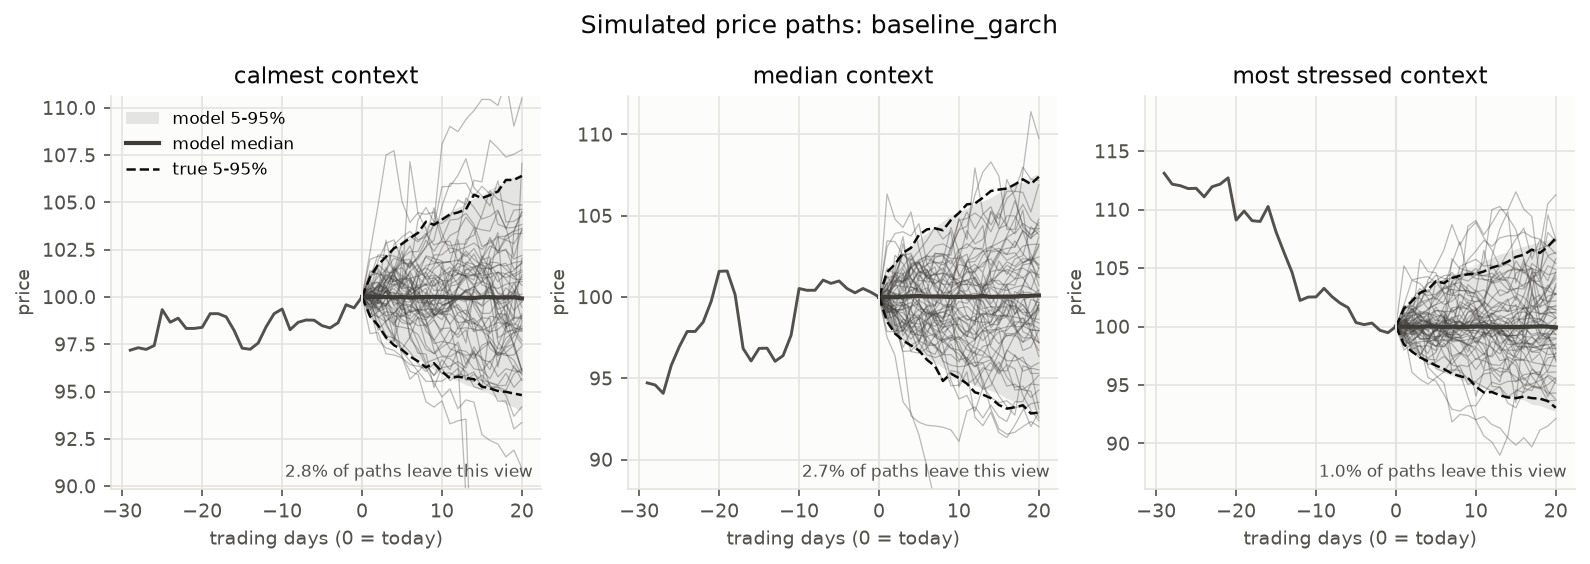 Simulated price paths: baseline_garch
calmest context
model 5-95%
model median
true 5-95%
110.0
107.5
105.0
102.5
100.0
97.5
95.0
92.5
90.0
price
2.8% of paths leave this view
−30 −20 −10 0 10 20
trading days (0 = today)
median context
110
105
100
95
90
price
2.7% of paths leave this view
−30 −20 −10 0 10 20
trading days (0 = today)
most stressed context
115
110
105
100
95
90
price
1.0% of paths leave this view
−30 −20 −10 0 10 20
trading days (0 = today)